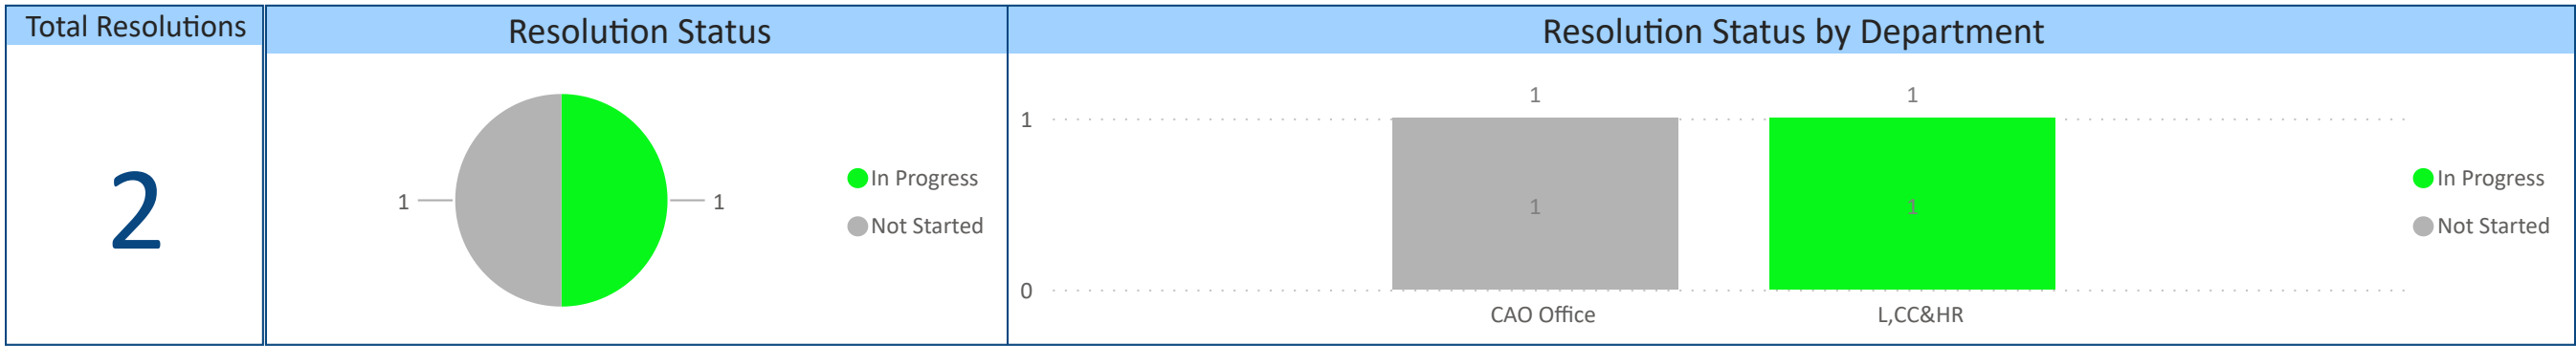 Total Resolutions
2
Resolution Status
1
1
In Progress
Not Started
Resolution Status by Department
1
0
1
1
1
1
CAO Office
L,CC&HR
In Progress
Not Started